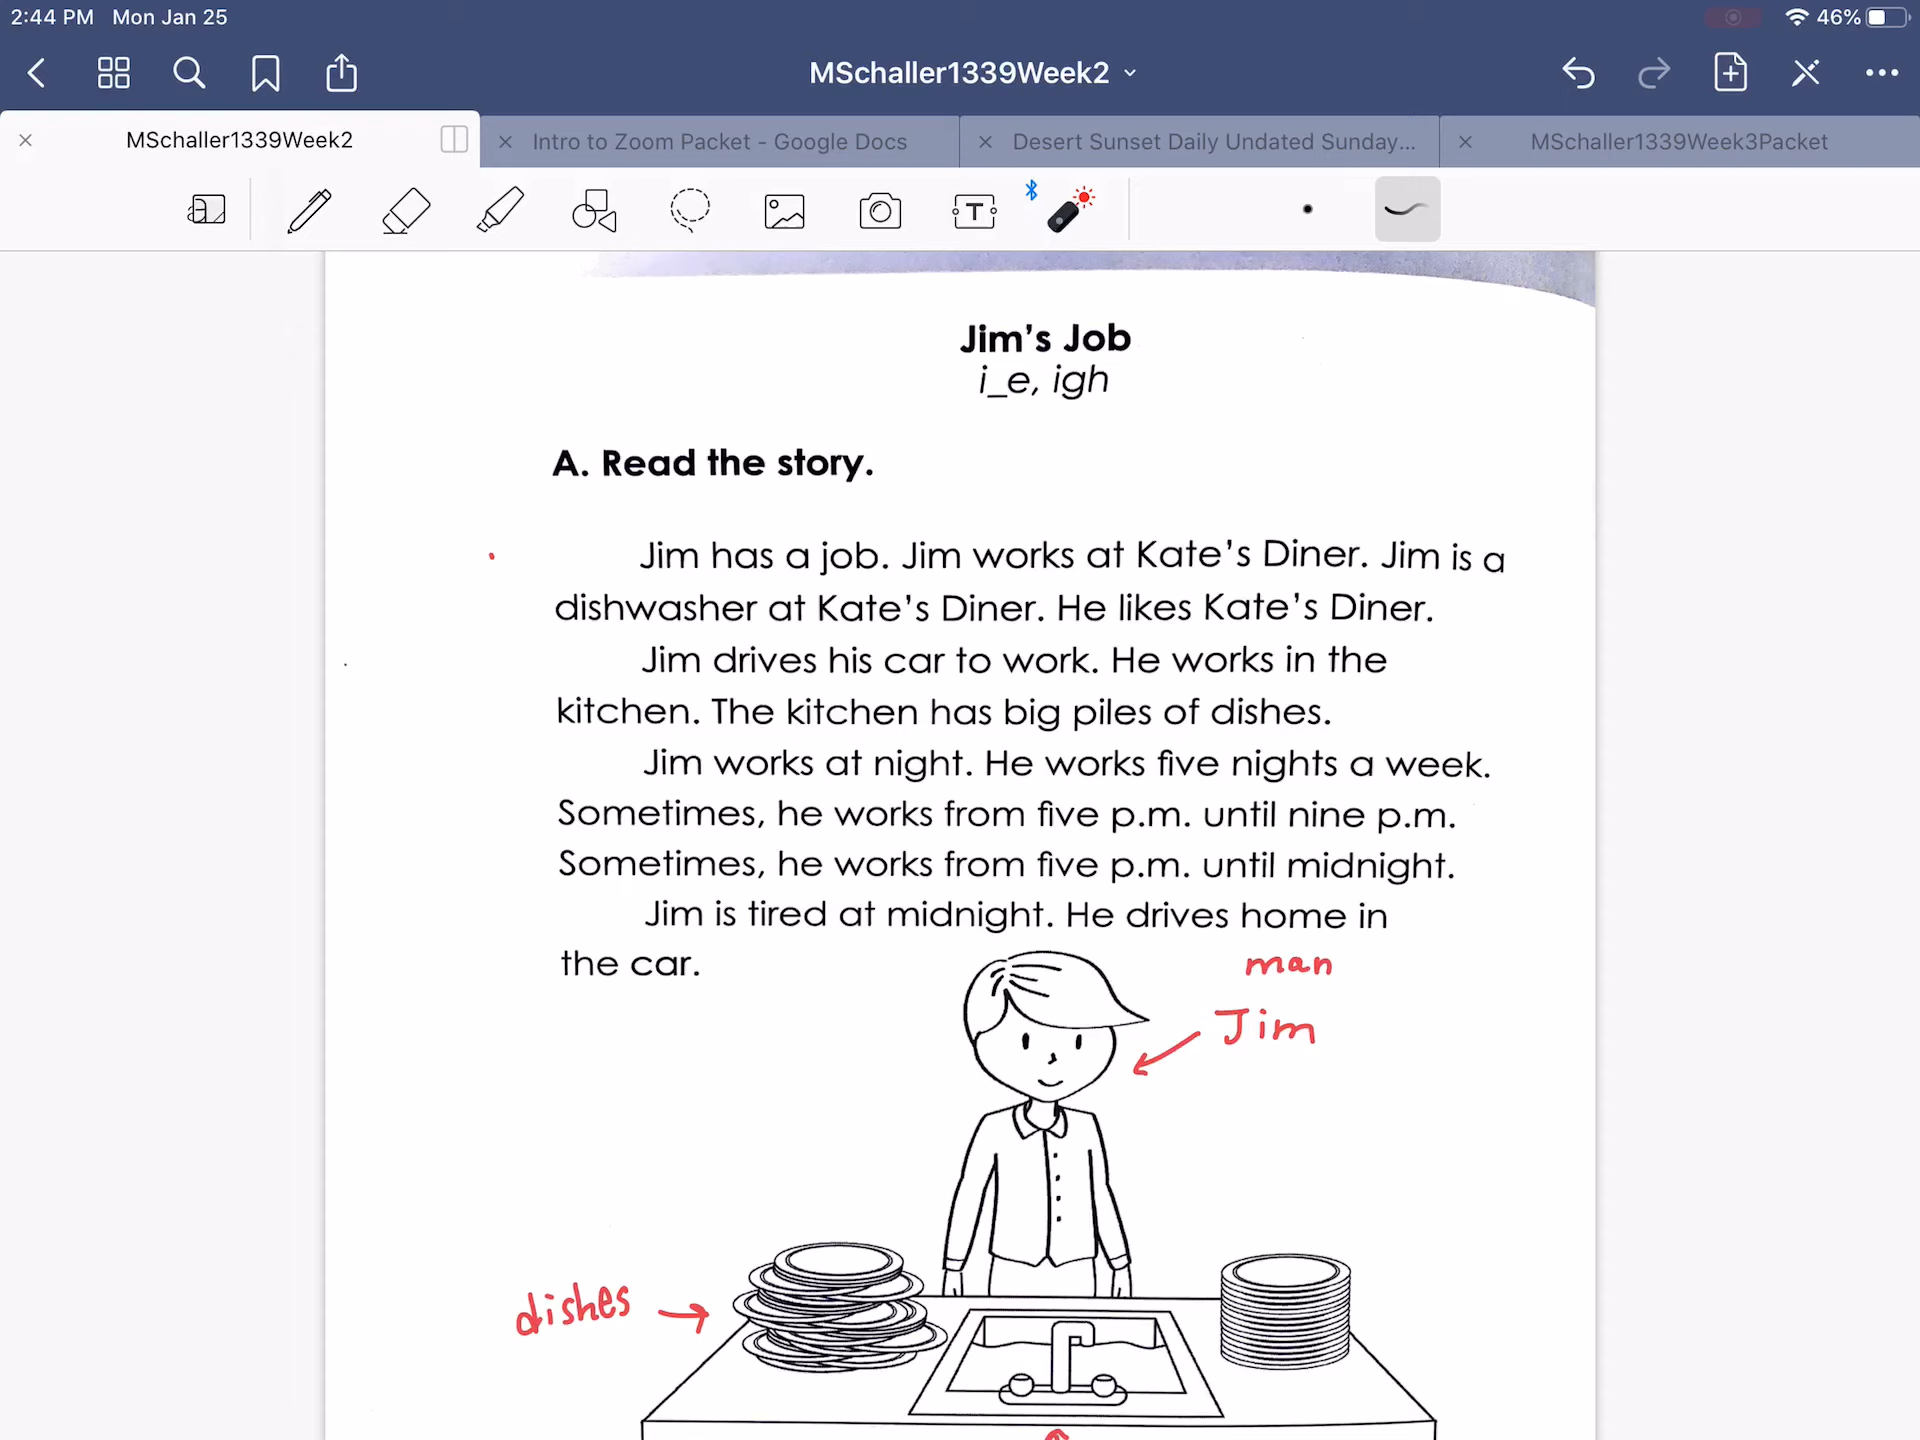 2:44 PM Mon Jan 25 46%
MSchaller1339Week2
MSchaller1339Week2 Intro to Zoom Packet - Google Docs Desert Sunset Daily Undated Sunday... MSchaller1339Week3Packet
Jim's Job
i_e, igh
A. Read the story.
Jim has a job. Jim works at Kate's Diner. Jim is a
dishwasher at Kate's Diner. He likes Kate's Diner.
Jim drives his car to work. He works in the
kitchen. The kitchen has big piles of dishes.
Jim works at night. He works five nights a week.
Sometimes, he works from five p.m. until nine p.m.
Sometimes, he works from five p.m. until midnight.
Jim is tired at midnight. He drives home in
the car.
man
Jim
dishes